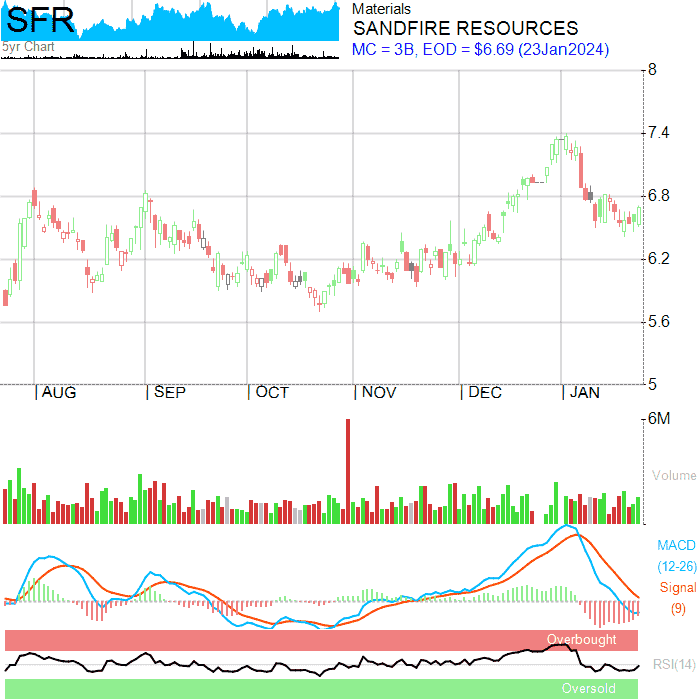 SFR
5yr Chart
Materials
SANDFIRE RESOURCES
MC = 3B, EOD = $6.69 (23Jan2024)
8
7.4
6.8
6.2
5.6
5
|AUG |SEP |OCT |NOV |DEC |JAN
6M
Volume
MACD
(12-26)
Signal
(9)
Overbought
RSI(14)
Oversold